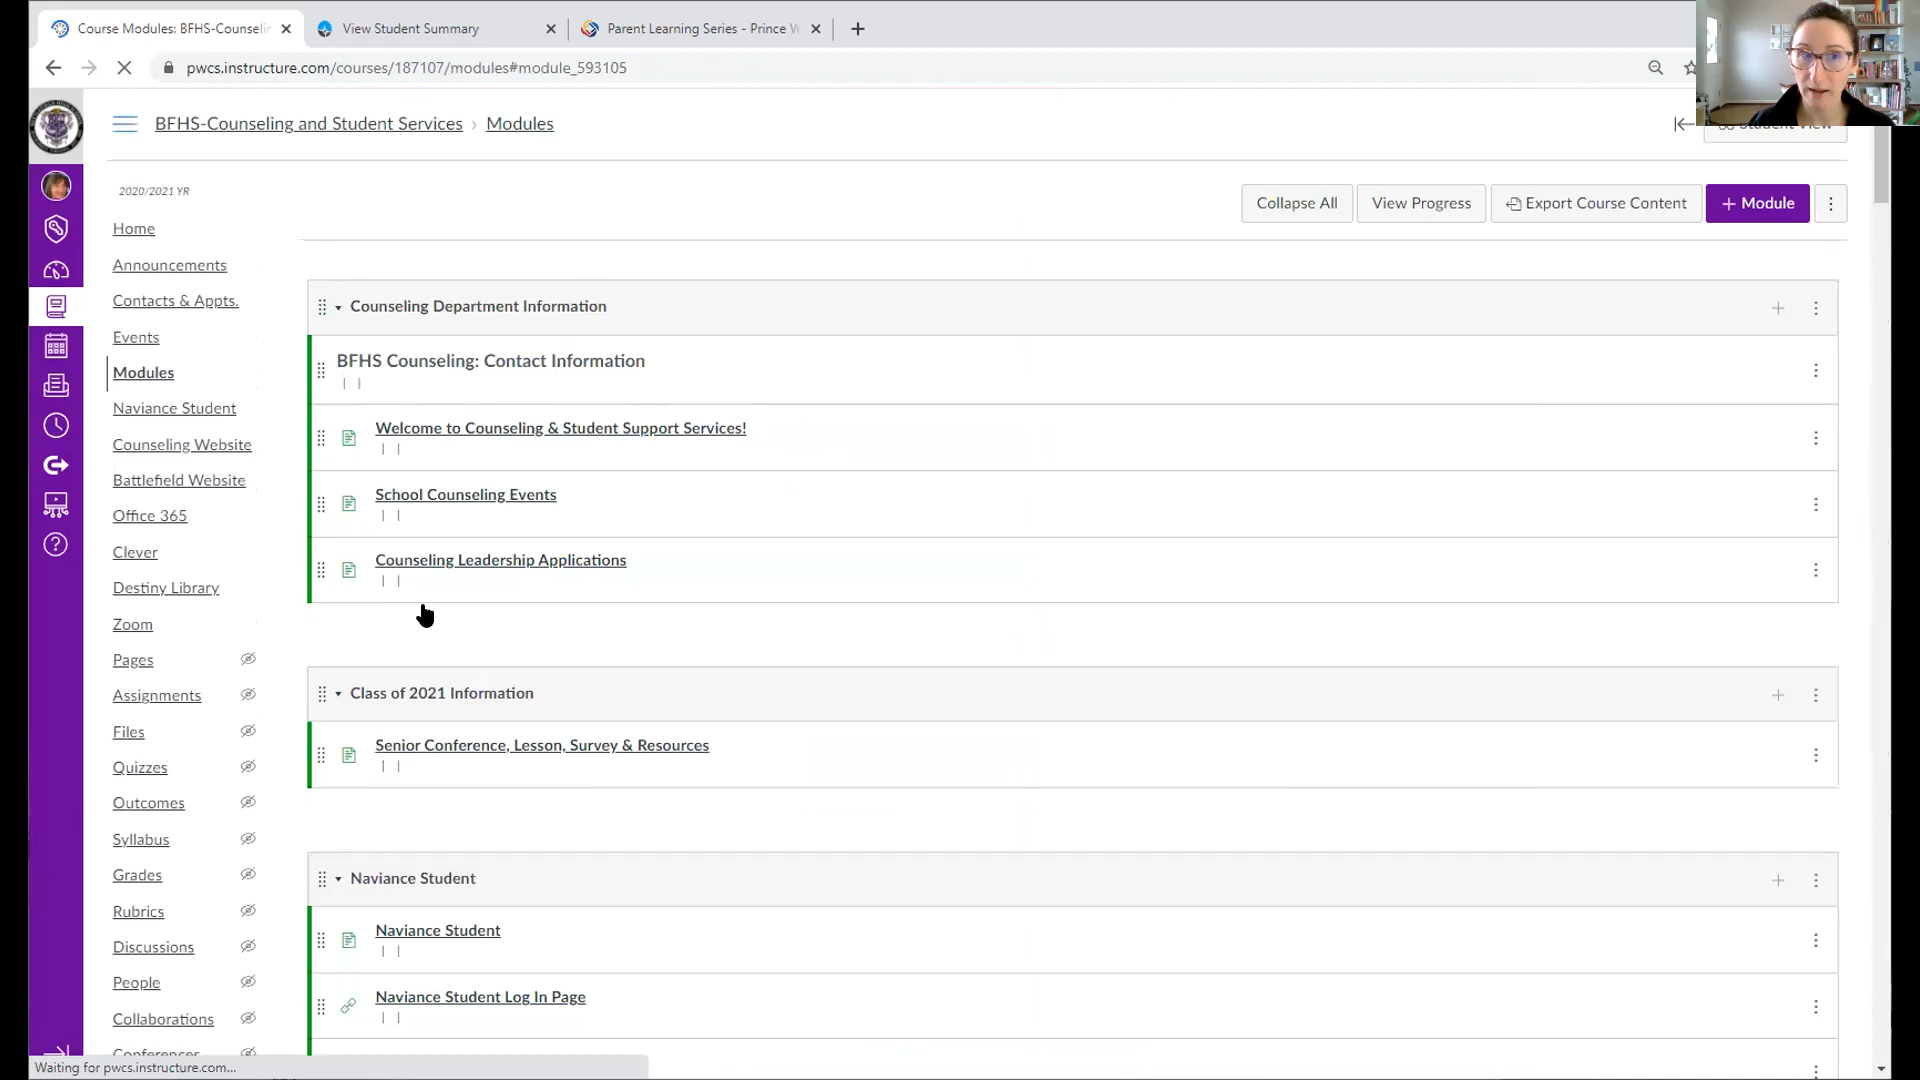 Course Modules: BFHS-Counselin
View Student Summary
Parent Learning Series - Prince W
pwcs.instructure.com/courses/187107/modules#module_593105
BFHS-Counseling and Student Services › Modules
Student View
2020/2021 YR
Collapse All
View Progress
Export Course Content
+ Module
Home
Announcements
Contacts & Appts.
Events
Modules
Naviance Student
Counseling Website
Battlefield Website
Office 365
Clever
Destiny Library
Zoom
Pages
Assignments
Files
Quizzes
Outcomes
Syllabus
Grades
Rubrics
Discussions
People
Collaborations
Conferences
Counseling Department Information
BFHS Counseling: Contact Information
Welcome to Counseling & Student Support Services!
School Counseling Events
Counseling Leadership Applications
Class of 2021 Information
Senior Conference, Lesson, Survey & Resources
Naviance Student
Naviance Student
Naviance Student Log In Page
Waiting for pwcs.instructure.com...